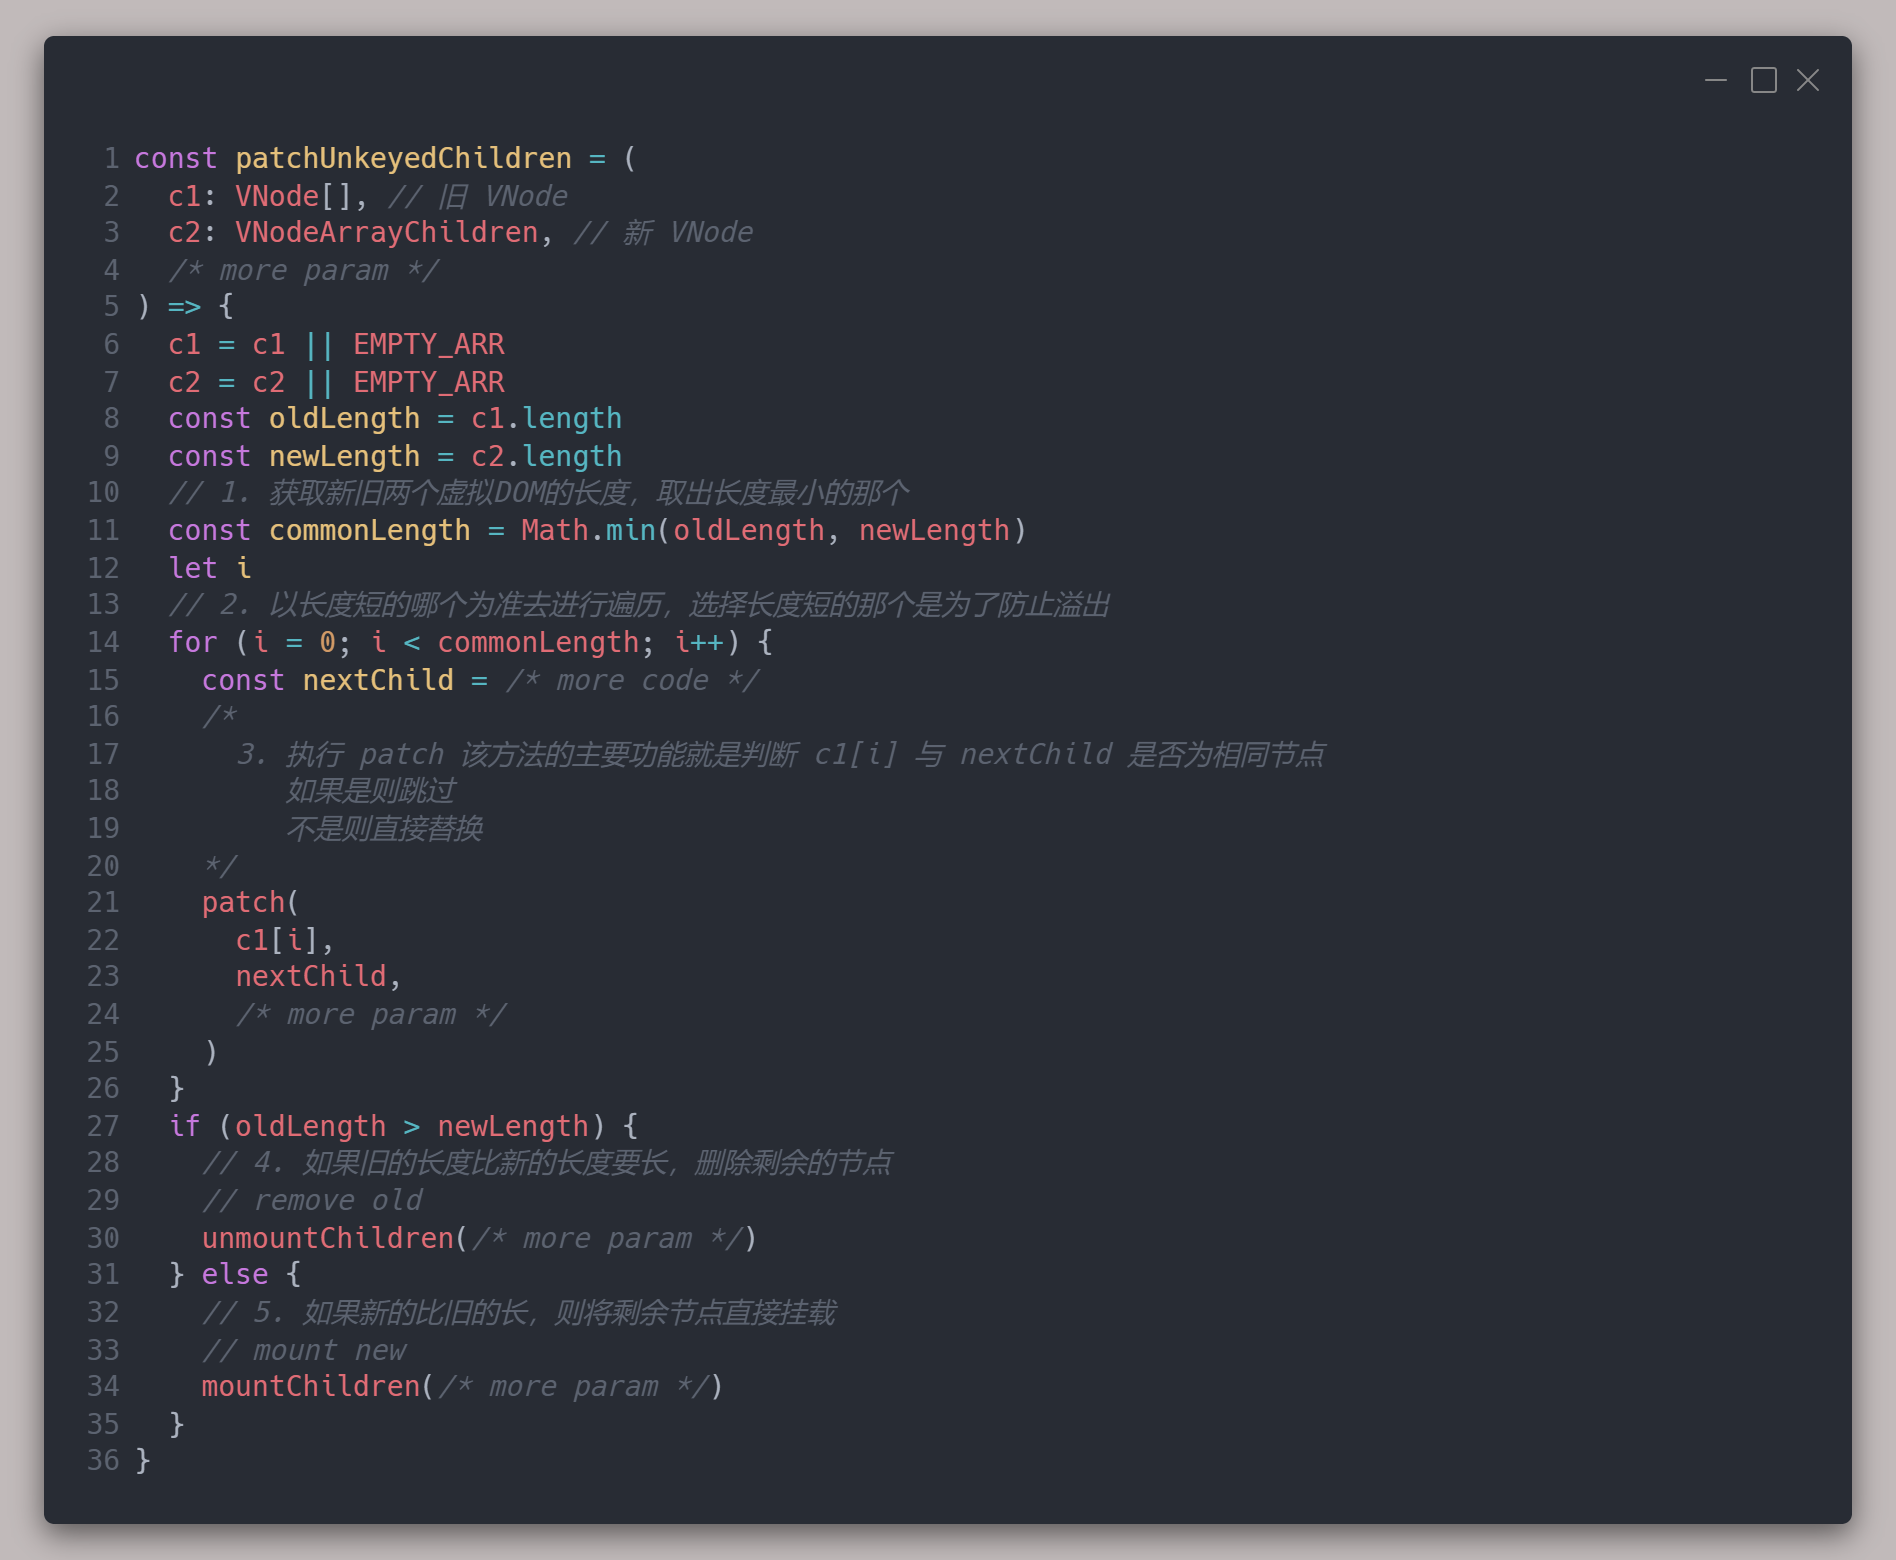 1 const patchUnkeyedChildren = (
2   c1: VNode[], // 旧 VNode
3   c2: VNodeArrayChildren, // 新 VNode
4   /* more param */
5 ) => {
6   c1 = c1 || EMPTY_ARR
7   c2 = c2 || EMPTY_ARR
8   const oldLength = c1.length
9   const newLength = c2.length
10   // 1. 获取新旧两个虚拟DOM的长度，取出长度最小的那个
11   const commonLength = Math.min(oldLength, newLength)
12   let i
13   // 2. 以长度短的哪个为准去进行遍历，选择长度短的那个是为了防止溢出
14   for (i = 0; i < commonLength; i++) {
15     const nextChild = /* more code */
16     /*
17       3. 执行 patch 该方法的主要功能就是判断 c1[i] 与 nextChild 是否为相同节点
18          如果是则跳过
19          不是则直接替换
20     */
21     patch(
22       c1[i],
23       nextChild,
24       /* more param */
25     )
26   }
27   if (oldLength > newLength) {
28     // 4. 如果旧的长度比新的长度要长，删除剩余的节点
29     // remove old
30     unmountChildren(/* more param */)
31   } else {
32     // 5. 如果新的比旧的长，则将剩余节点直接挂载
33     // mount new
34     mountChildren(/* more param */)
35   }
36 }